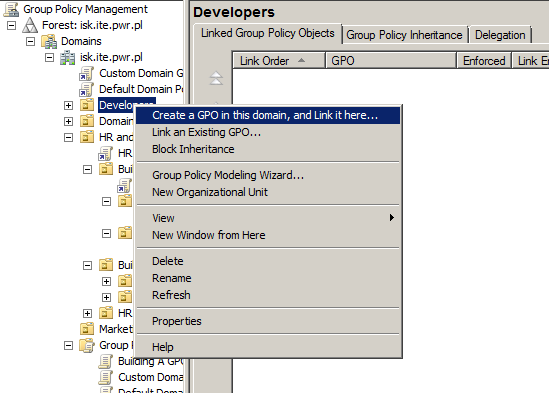 Group Policy Management
Forest: isk.ite.pwr.pl
Domains
isk.ite.pwr.pl
Custom Domain G
Default Domain P
Developers
Domain
HR and
HR
Bui
Bui
HR
Market
Group
Building A GPO
Custom Doma
Default Doma
Developers
Linked Group Policy Objects
Group Policy Inheritance
Delegation
Link Order
GPO
Enforced
Link En
Create a GPO in this domain, and Link it here...
Link an Existing GPO...
Block Inheritance
Group Policy Modeling Wizard...
New Organizational Unit
View
New Window from Here
Delete
Rename
Refresh
Properties
Help